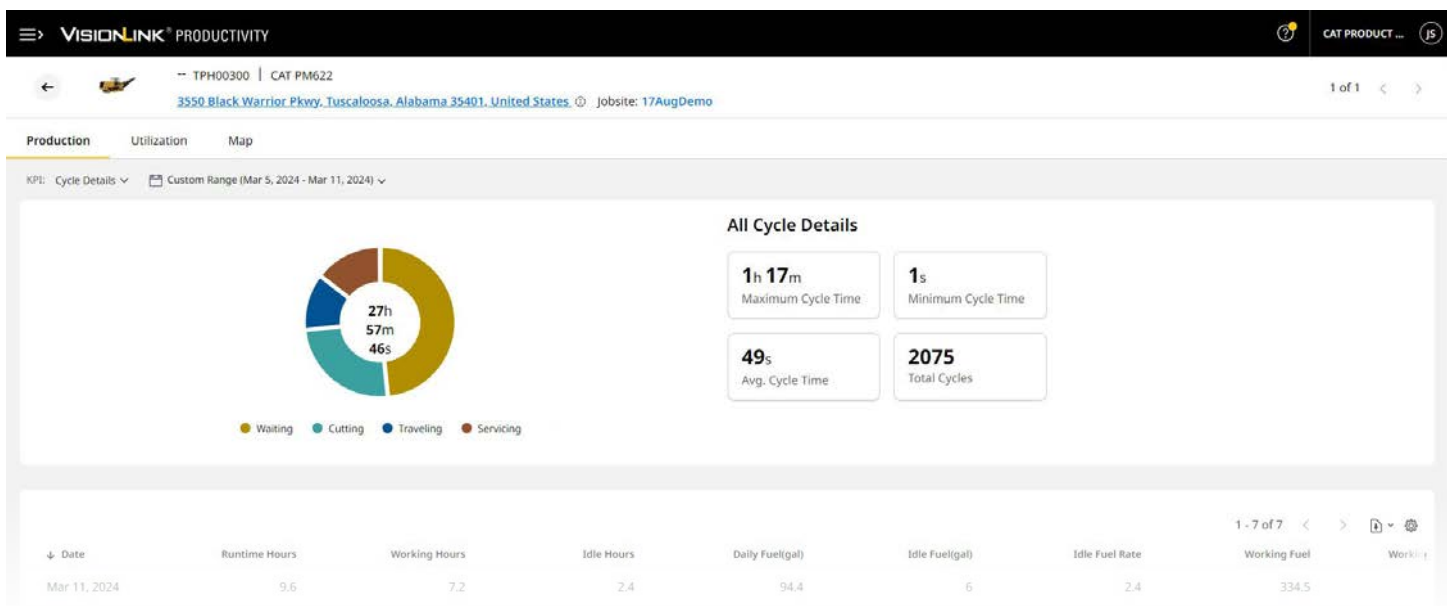 VISIONLINK® PRODUCTIVITY
CAT PRODUCT ... JS
-- TPH00300 | CAT PM622
3550 Black Warrior Pkwy, Tuscaloosa, Alabama 35401, United States Jobsite: 17AugDemo
1 of 1
Production Utilization Map
KPI: Cycle Details Custom Range (Mar 5, 2024 - Mar 11, 2024)
27h
57m
46s
Waiting Cutting Traveling Servicing
All Cycle Details
1h 17m
Maximum Cycle Time
1s
Minimum Cycle Time
49s
Avg. Cycle Time
2075
Total Cycles
1 - 7 of 7
Date Runtime Hours Working Hours Idle Hours Daily Fuel(gal) Idle Fuel(gal) Idle Fuel Rate Working Fuel
Mar 11, 2024 9.6 7.2 2.4 94.4 6 2.4 334.5